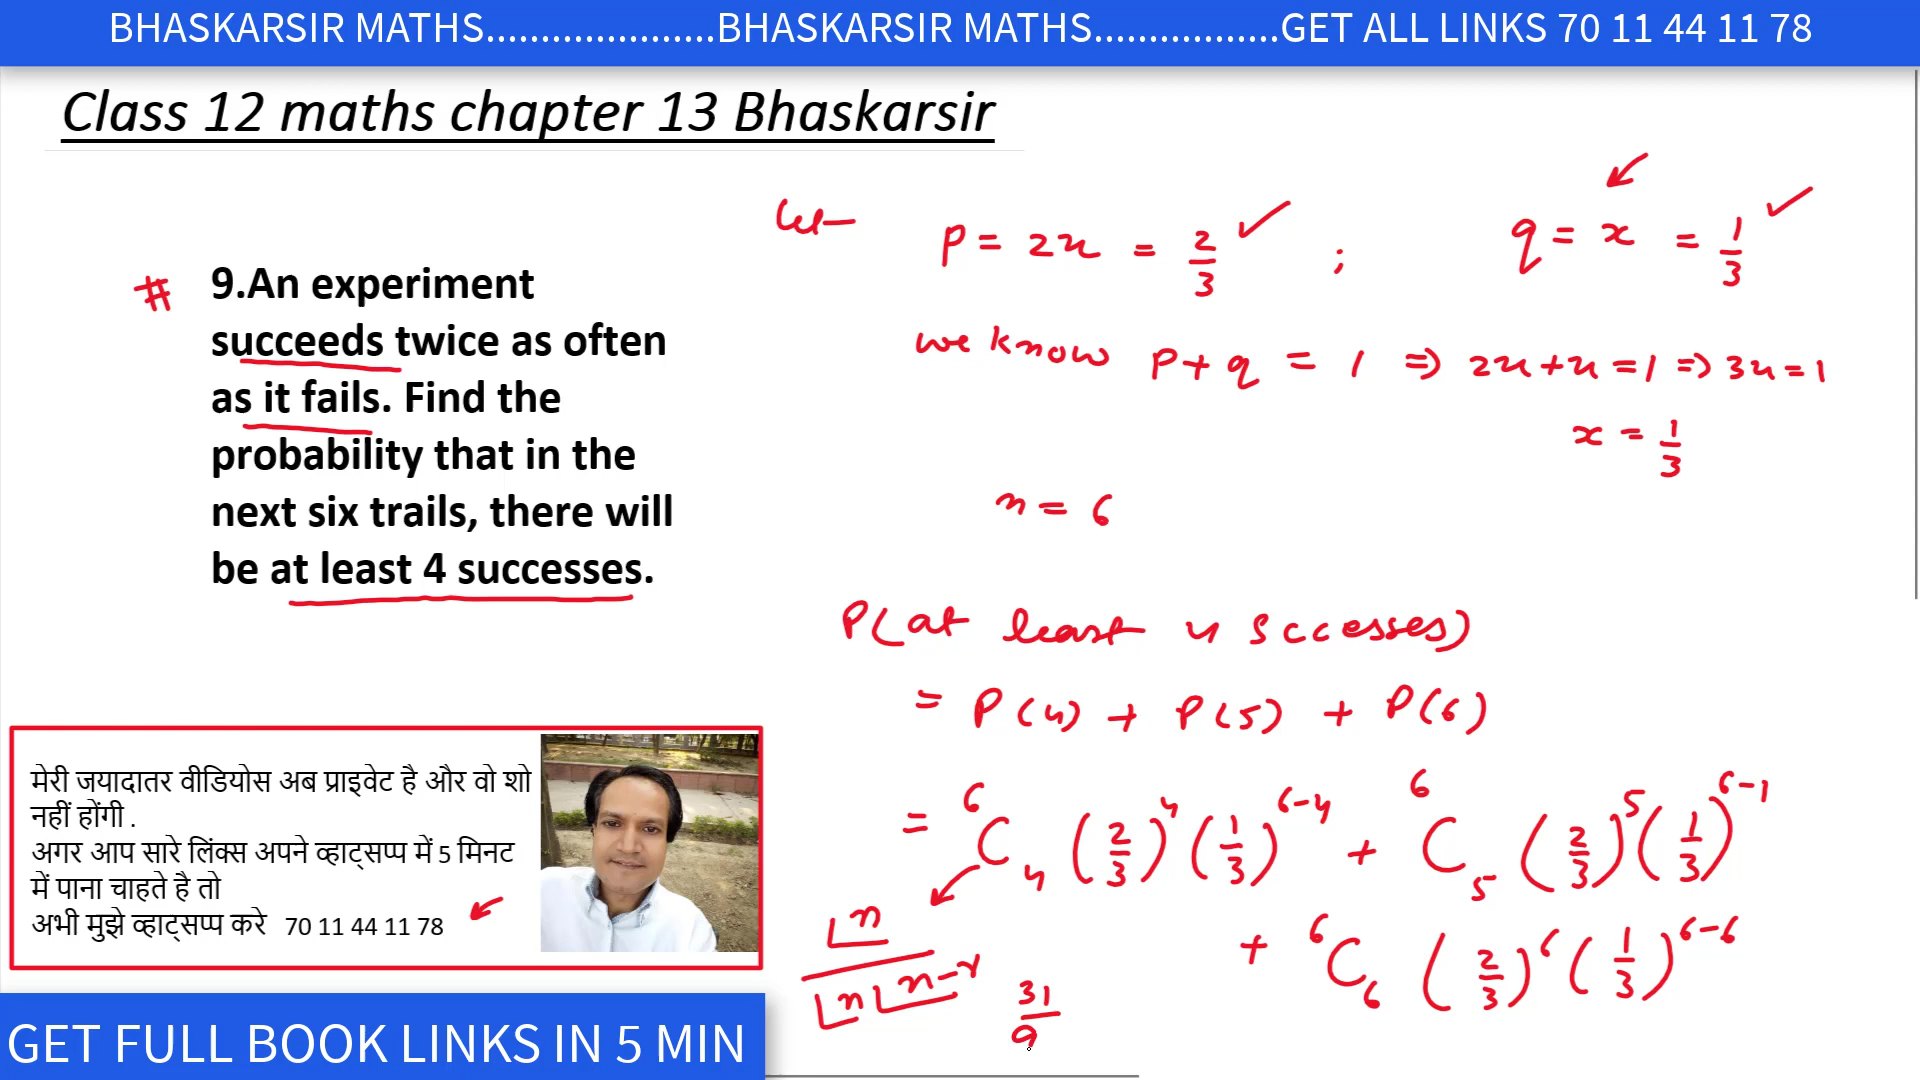 BHASKARSIR MATHS.....................BHASKARSIR MATHS.................GET ALL LINKS 70 11 44 11 78
Class 12 maths chapter 13 Bhaskarsir
# 9.An experiment
succeeds twice as often
as it fails. Find the
probability that in the
next six trails, there will
be at least 4 successes.
Let p = 2x = 2/3 ✓ ; q = x = 1/3 ✓
we know p + q = 1 ⇒ 2x + x = 1 ⇒ 3x = 1
x = 1/3
n = 6
P(at least 4 sccesses)
= P(4) + P(5) + P(6)
= ⁶C₄ (2/3)⁴ (1/3)⁶⁻⁴ + ⁶C₅ (2/3)⁵ (1/3)⁶⁻¹
+ ⁶C₆ (2/3)⁶ (1/3)⁶⁻⁶
|n / |n |n-r
31/9
मेरी जयादातर वीडियोस अब प्राइवेट है और वो शो
नहीं होंगी .
अगर आप सारे लिंक्स अपने व्हाट्सप्प में 5 मिनट
में पाना चाहते है तो
अभी मुझे व्हाट्सप्प करे 70 11 44 11 78
GET FULL BOOK LINKS IN 5 MIN